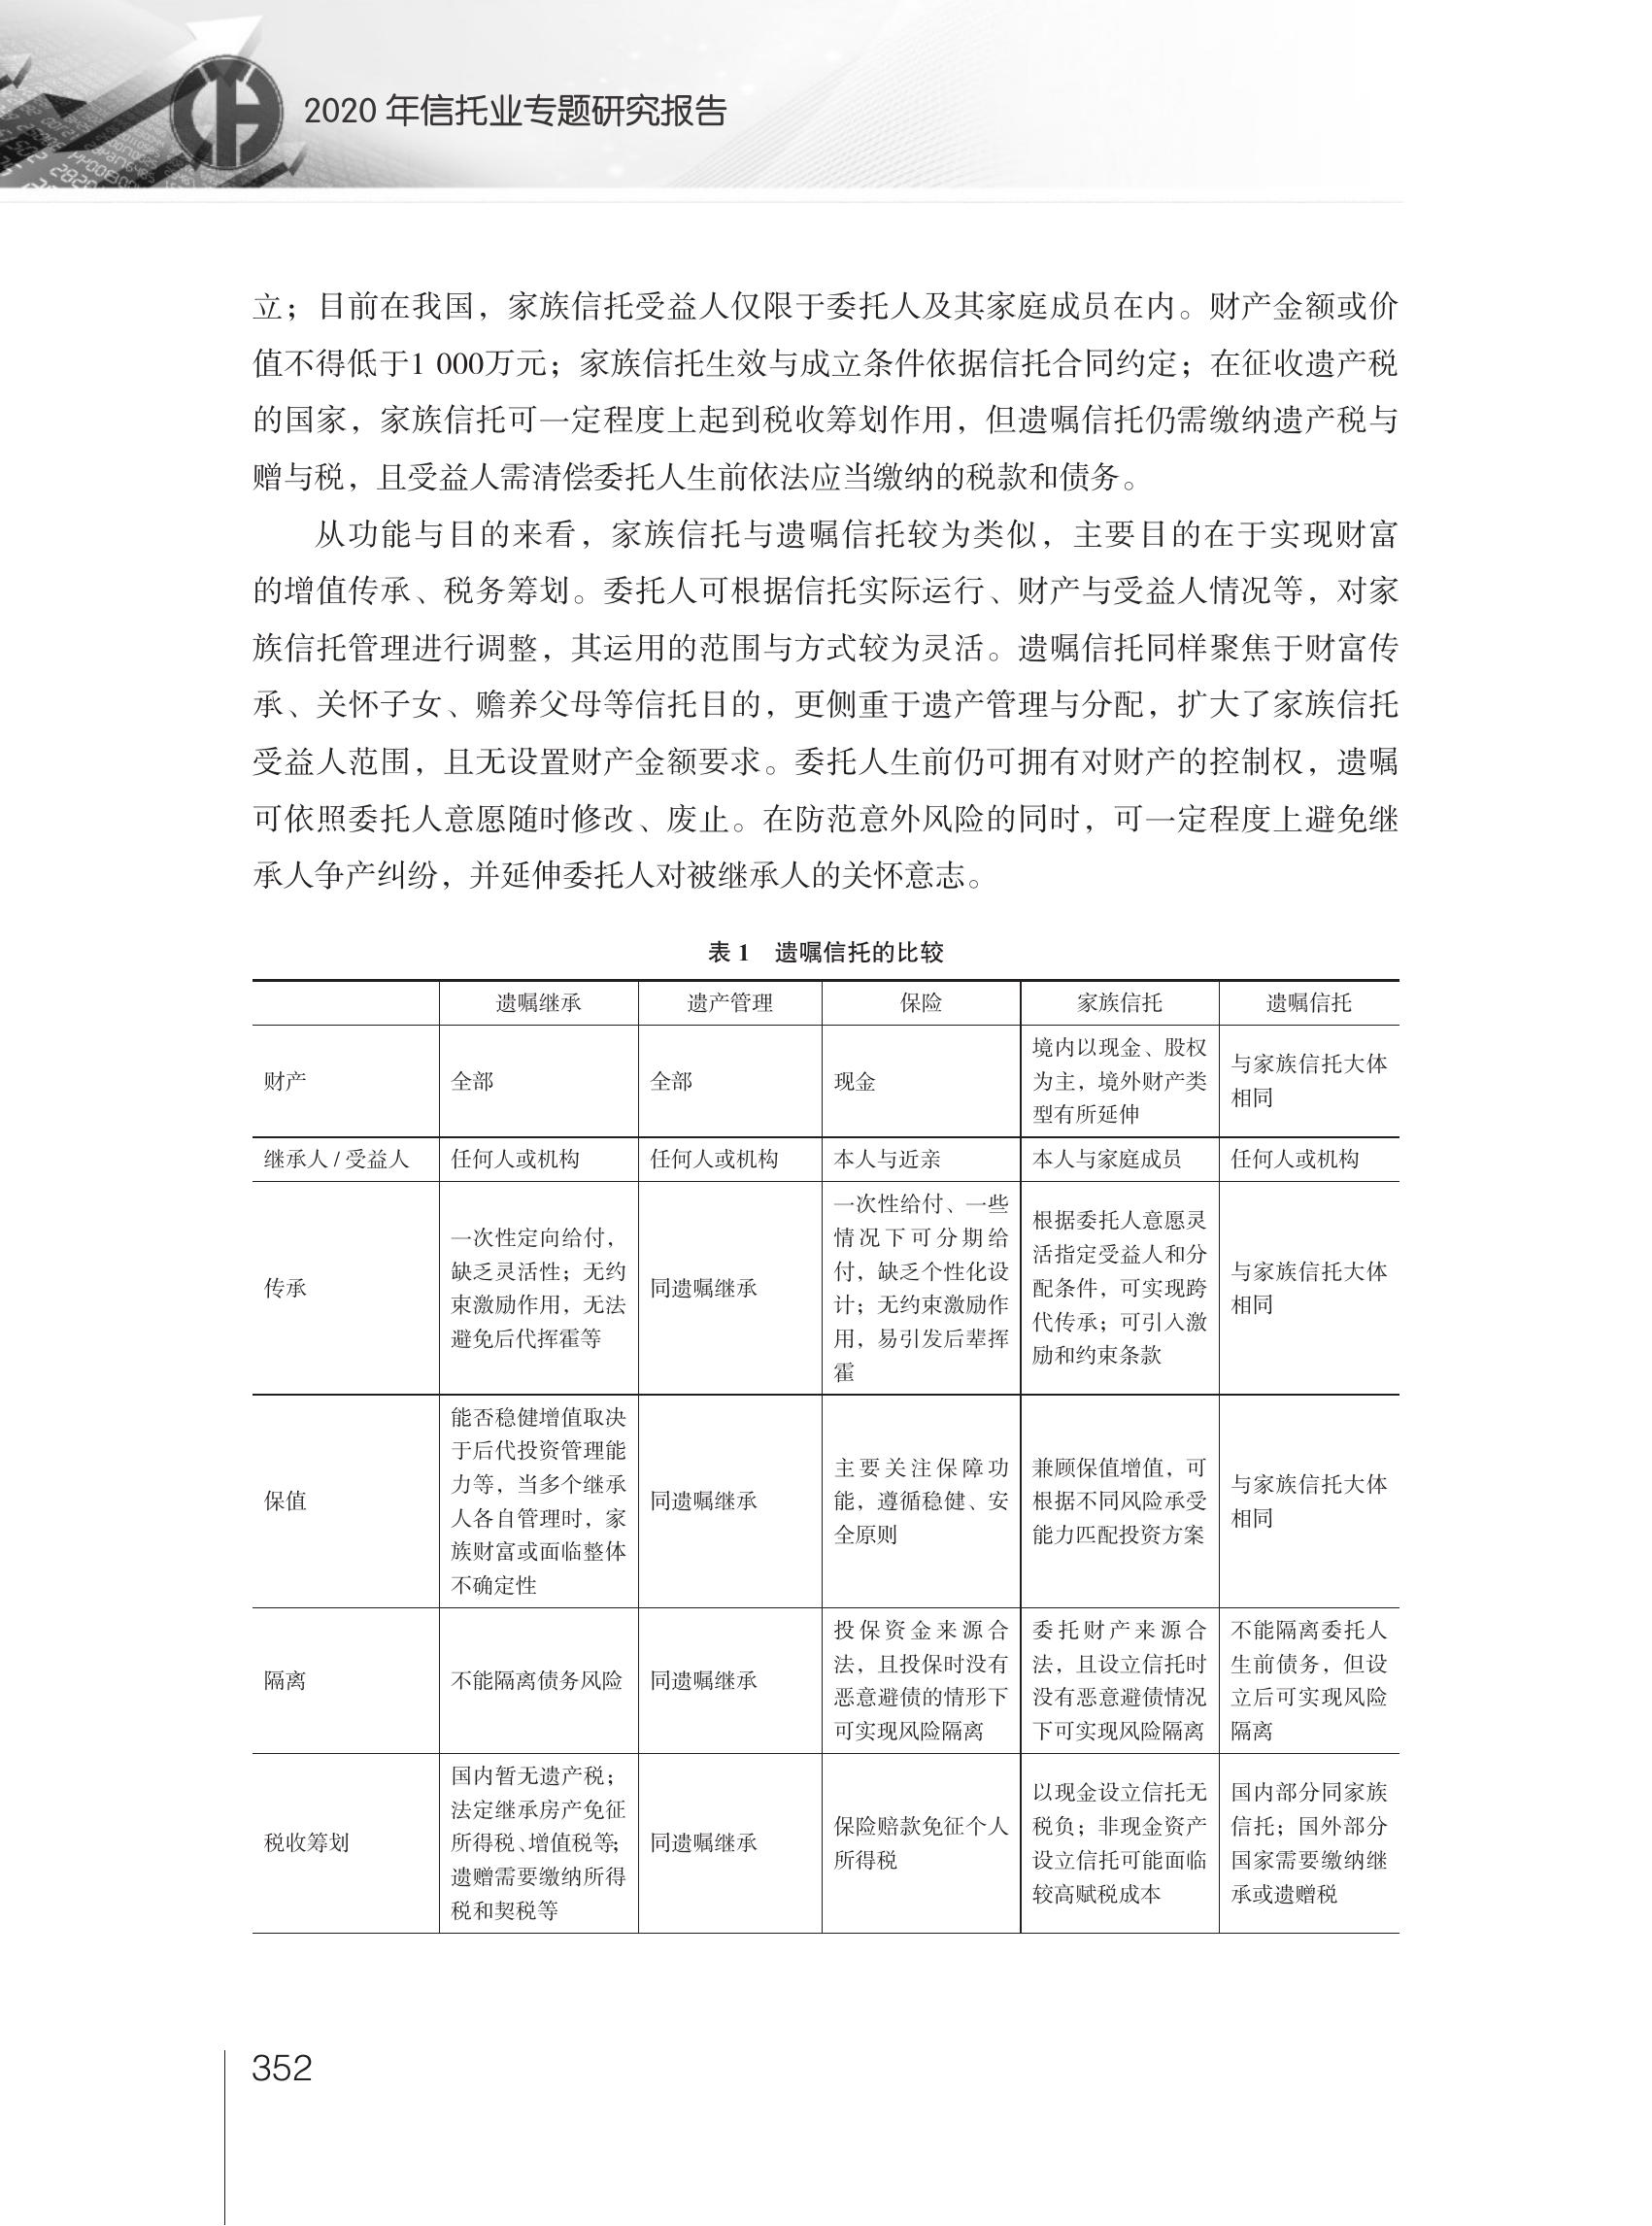 2020 年信托业专题研究报告
立；目前在我国，家族信托受益人仅限于委托人及其家庭成员在内。财产金额或价
值不得低于1 000万元；家族信托生效与成立条件依据信托合同约定；在征收遗产税
的国家，家族信托可一定程度上起到税收筹划作用，但遗嘱信托仍需缴纳遗产税与
赠与税，且受益人需清偿委托人生前依法应当缴纳的税款和债务。
从功能与目的来看，家族信托与遗嘱信托较为类似，主要目的在于实现财富
的增值传承、税务筹划。委托人可根据信托实际运行、财产与受益人情况等，对家
族信托管理进行调整，其运用的范围与方式较为灵活。遗嘱信托同样聚焦于财富传
承、关怀子女、赡养父母等信托目的，更侧重于遗产管理与分配，扩大了家族信托
受益人范围，且无设置财产金额要求。委托人生前仍可拥有对财产的控制权，遗嘱
可依照委托人意愿随时修改、废止。在防范意外风险的同时，可一定程度上避免继
承人争产纠纷，并延伸委托人对被继承人的关怀意志。
表 1 遗嘱信托的比较
遗嘱继承
遗产管理
保险
家族信托
遗嘱信托
财产
全部
全部
现金
境内以现金、股权
为主，境外财产类
型有所延伸
与家族信托大体
相同
继承人 / 受益人
任何人或机构
任何人或机构
本人与近亲
本人与家庭成员
任何人或机构
传承
一次性定向给付，
缺乏灵活性；无约
束激励作用，无法
避免后代挥霍等
同遗嘱继承
一次性给付、一些
情况下可分期给
付，缺乏个性化设
计；无约束激励作
用，易引发后辈挥
霍
根据委托人意愿灵
活指定受益人和分
配条件，可实现跨
代传承；可引入激
励和约束条款
与家族信托大体
相同
保值
能否稳健增值取决
于后代投资管理能
力等，当多个继承
人各自管理时，家
族财富或面临整体
不确定性
同遗嘱继承
主要关注保障功
能，遵循稳健、安
全原则
兼顾保值增值，可
根据不同风险承受
能力匹配投资方案
与家族信托大体
相同
隔离
不能隔离债务风险
同遗嘱继承
投保资金来源合
法，且投保时没有
恶意避债的情形下
可实现风险隔离
委托财产来源合
法，且设立信托时
没有恶意避债情况
下可实现风险隔离
不能隔离委托人
生前债务，但设
立后可实现风险
隔离
税收筹划
国内暂无遗产税；
法定继承房产免征
所得税、增值税等；
遗赠需要缴纳所得
税和契税等
同遗嘱继承
保险赔款免征个人
所得税
以现金设立信托无
税负；非现金资产
设立信托可能面临
较高赋税成本
国内部分同家族
信托；国外部分
国家需要缴纳继
承或遗赠税
352